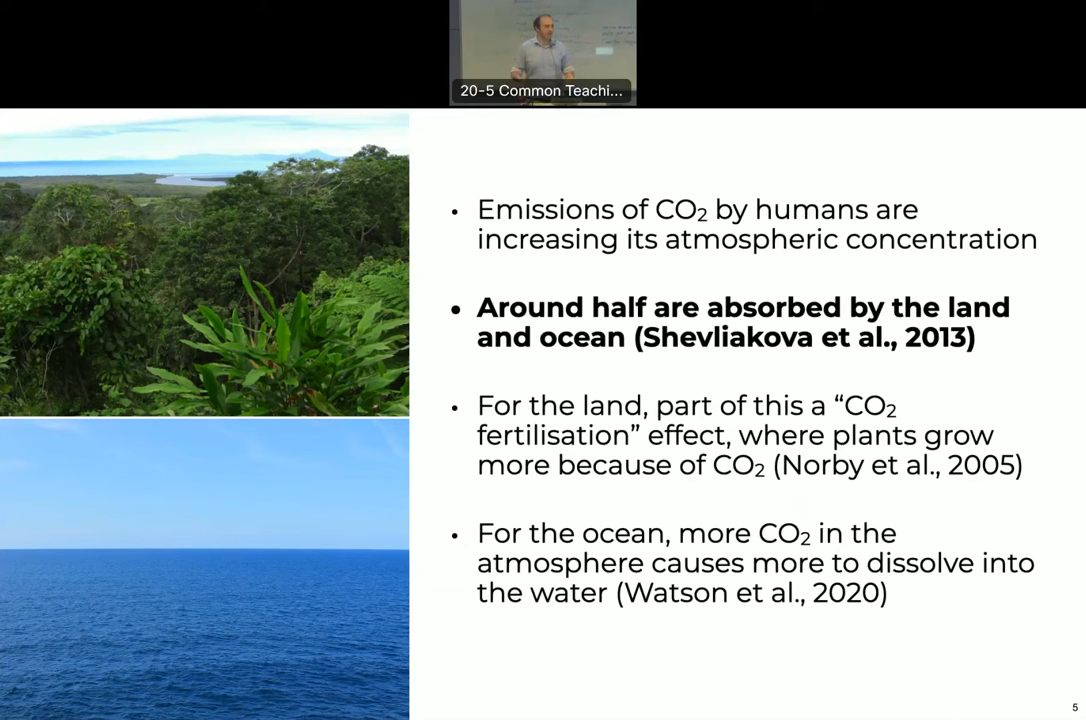 20-5 Common Teachi...
• Emissions of CO₂ by humans are
increasing its atmospheric concentration
• Around half are absorbed by the land
and ocean (Shevliakova et al., 2013)
• For the land, part of this a “CO₂
fertilisation” effect, where plants grow
more because of CO₂ (Norby et al., 2005)
• For the ocean, more CO₂ in the
atmosphere causes more to dissolve into
the water (Watson et al., 2020)
5